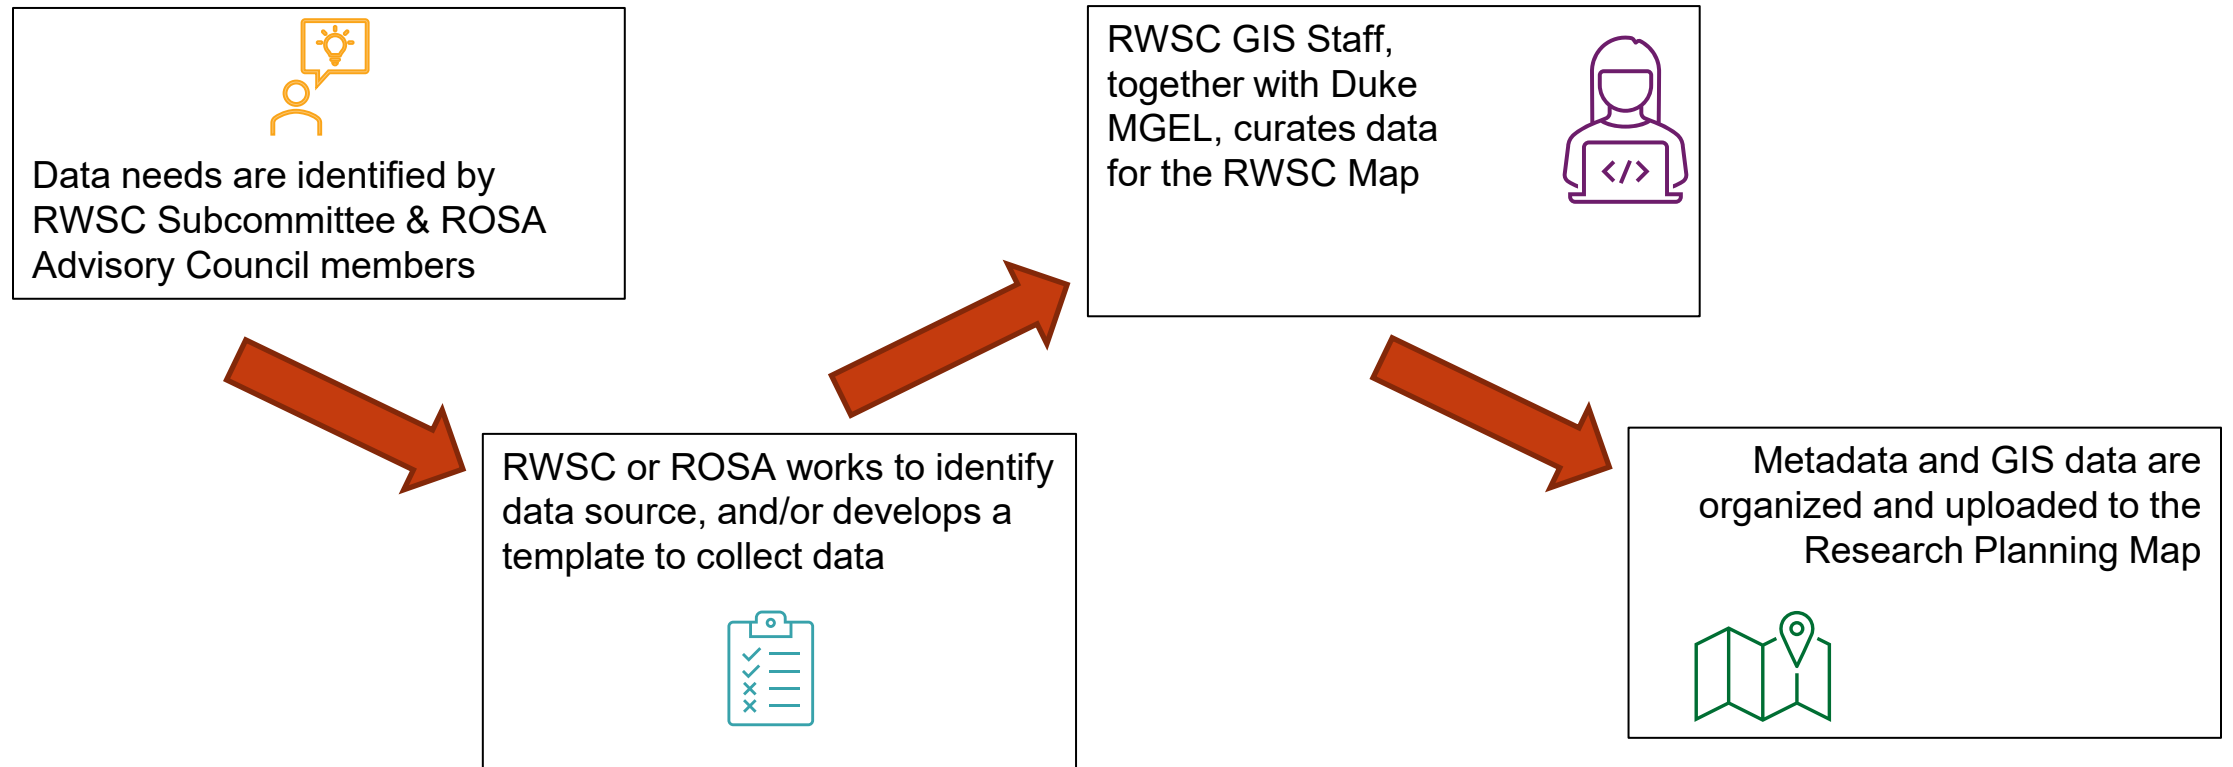 Data needs are identified by
RWSC Subcommittee & ROSA
Advisory Council members
RWSC or ROSA works to identify
data source, and/or develops a
template to collect data
RWSC GIS Staff,
together with Duke
MGEL, curates data
for the RWSC Map
</>
Metadata and GIS data are
organized and uploaded to the
Research Planning Map